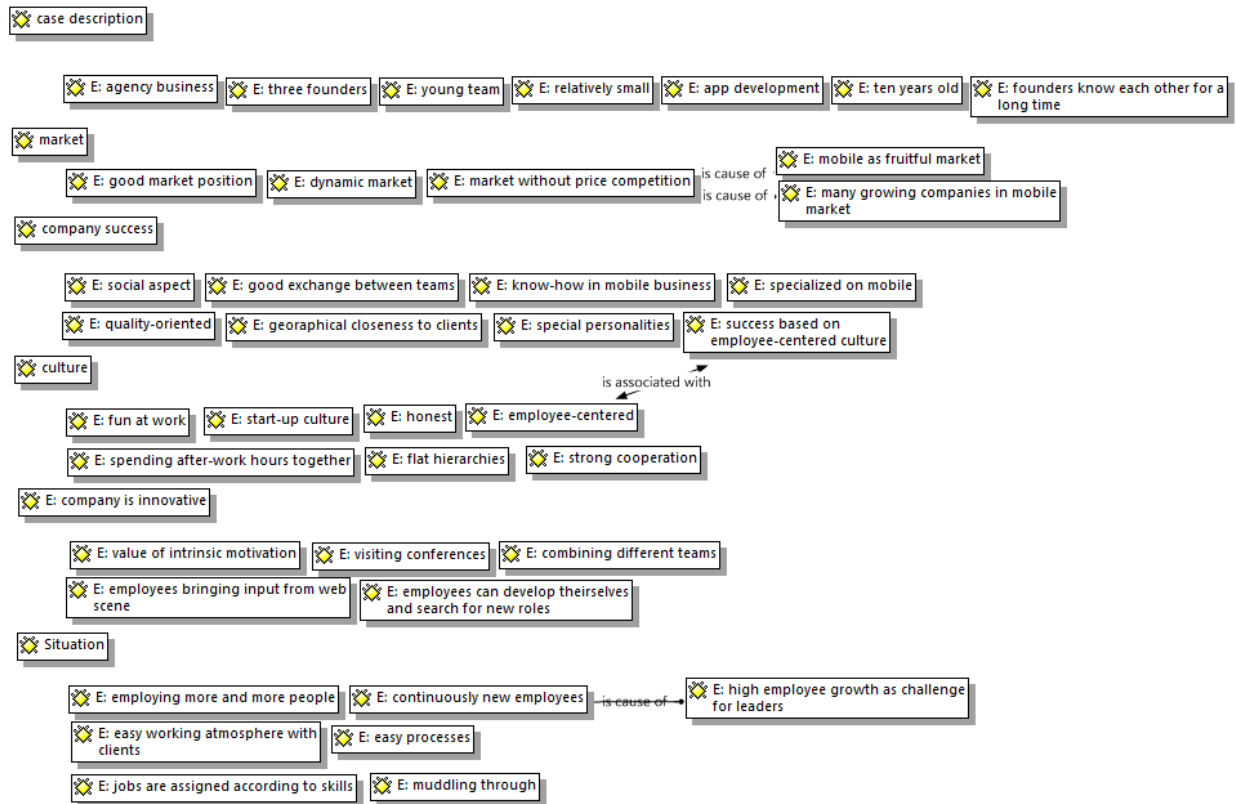 case description
E: agency business
E: three founders
E: young team
E: relatively small
E: app development
E: ten years old
E: founders know each other for a
long time
market
E: good market position
E: dynamic market
E: market without price competition
is cause of
E: mobile as fruitful market
is cause of
E: many growing companies in mobile
market
company success
E: social aspect
E: good exchange between teams
E: know-how in mobile business
E: specialized on mobile
E: quality-oriented
E: georaphical closeness to clients
E: special personalities
E: success based on
employee-centered culture
culture
is associated with
E: fun at work
E: start-up culture
E: honest
E: employee-centered
E: spending after-work hours together
E: flat hierarchies
E: strong cooperation
E: company is innovative
E: value of intrinsic motivation
E: visiting conferences
E: combining different teams
E: employees bringing input from web
scene
E: employees can develop theirselves
and search for new roles
Situation
E: employing more and more people
E: continuously new employees
is cause of
E: high employee growth as challenge
for leaders
E: easy working atmosphere with
clients
E: easy processes
E: jobs are assigned according to skills
E: muddling through